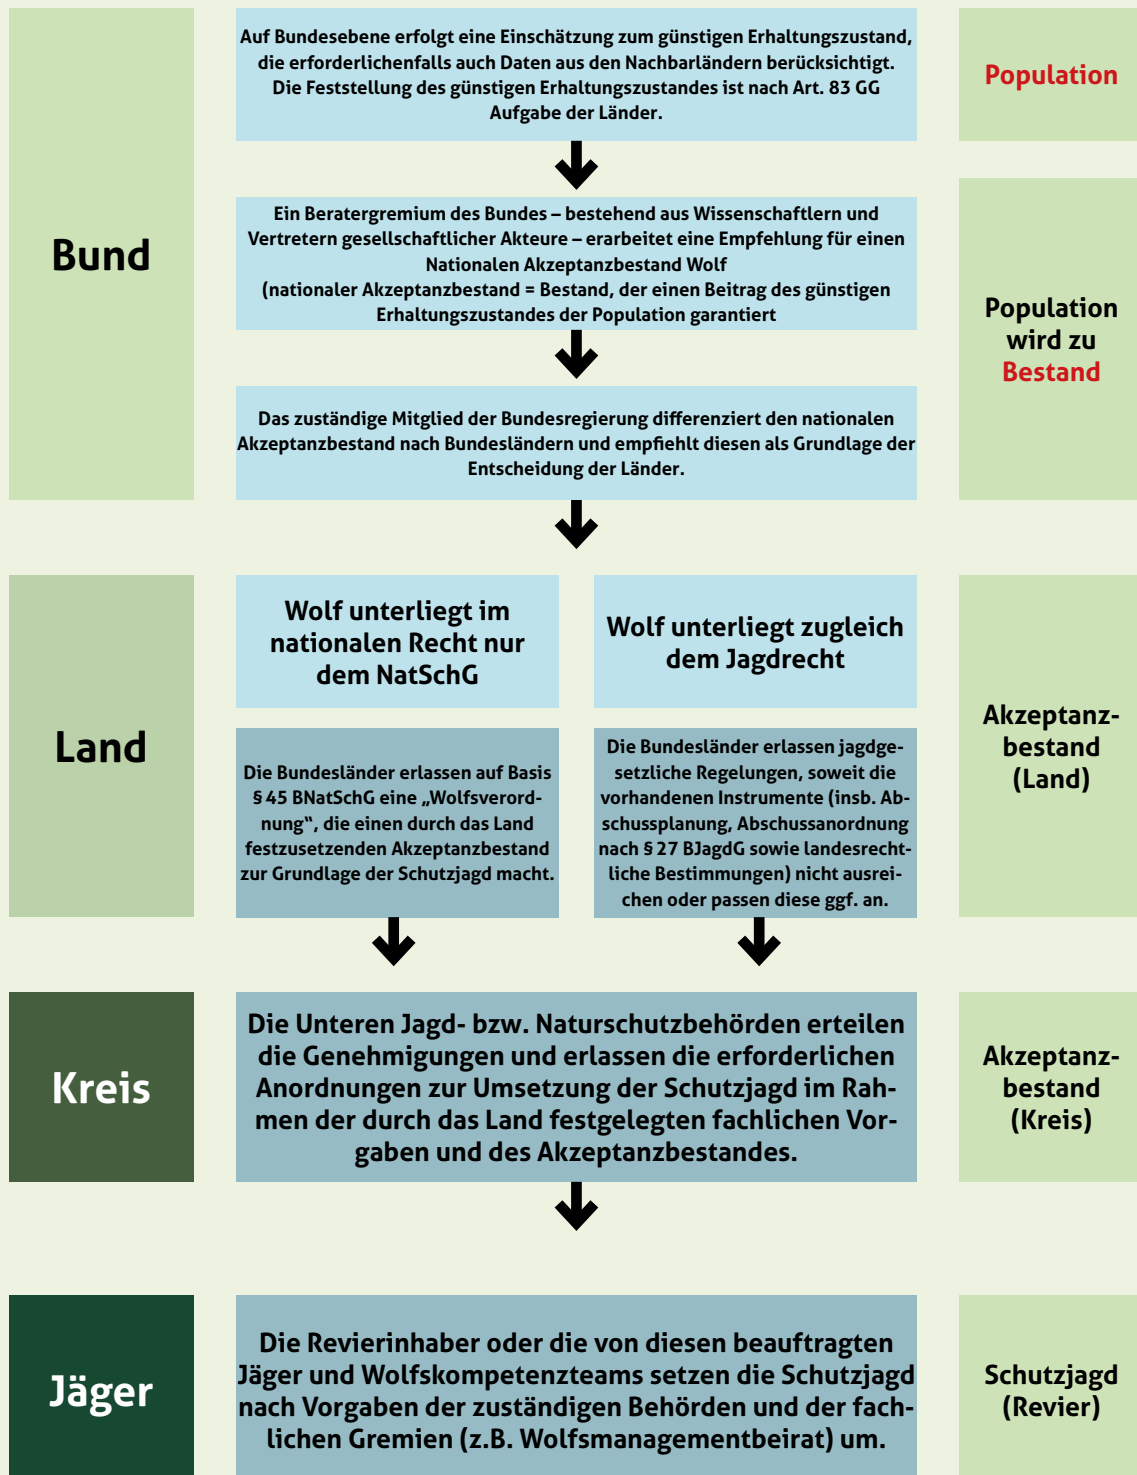 Bund
Auf Bundesebene erfolgt eine Einschätzung zum günstigen Erhaltungszustand,
die erforderlichenfalls auch Daten aus den Nachbarländern berücksichtigt.
Die Feststellung des günstigen Erhaltungszustandes ist nach Art. 83 GG
Aufgabe der Länder.
Population
Ein Beratergremium des Bundes – bestehend aus Wissenschaftlern und
Vertretern gesellschaftlicher Akteure – erarbeitet eine Empfehlung für einen
Nationalen Akzeptanzbestand Wolf
(nationaler Akzeptanzbestand = Bestand, der einen Beitrag des günstigen
Erhaltungszustandes der Population garantiert
Population
wird zu
Bestand
Das zuständige Mitglied der Bundesregierung differenziert den nationalen
Akzeptanzbestand nach Bundesländern und empfiehlt diesen als Grundlage der
Entscheidung der Länder.
Land
Wolf unterliegt im
nationalen Recht nur
dem NatSchG
Wolf unterliegt zugleich
dem Jagdrecht
Die Bundesländer erlassen auf Basis
§ 45 BNatSchG eine „Wolfsverord-
nung“, die einen durch das Land
festzusetzenden Akzeptanzbestand
zur Grundlage der Schutzjagd macht.
Die Bundesländer erlassen jagdge-
setzliche Regelungen, soweit die
vorhandenen Instrumente (insb. Ab-
schussplanung, Abschussanordnung
nach § 27 BJagdG sowie landesrecht-
liche Bestimmungen) nicht ausrei-
chen oder passen diese ggf. an.
Akzeptanz-
bestand
(Land)
Kreis
Die Unteren Jagd- bzw. Naturschutzbehörden erteilen
die Genehmigungen und erlassen die erforderlichen
Anordnungen zur Umsetzung der Schutzjagd im Rah-
men der durch das Land festgelegten fachlichen Vor-
gaben und des Akzeptanzbestandes.
Akzeptanz-
bestand
(Kreis)
Jäger
Die Revierinhaber oder die von diesen beauftragten
Jäger und Wolfskompetenzteams setzen die Schutzjagd
nach Vorgaben der zuständigen Behörden und der fach-
lichen Gremien (z.B. Wolfsmanagementbeirat) um.
Schutzjagd
(Revier)